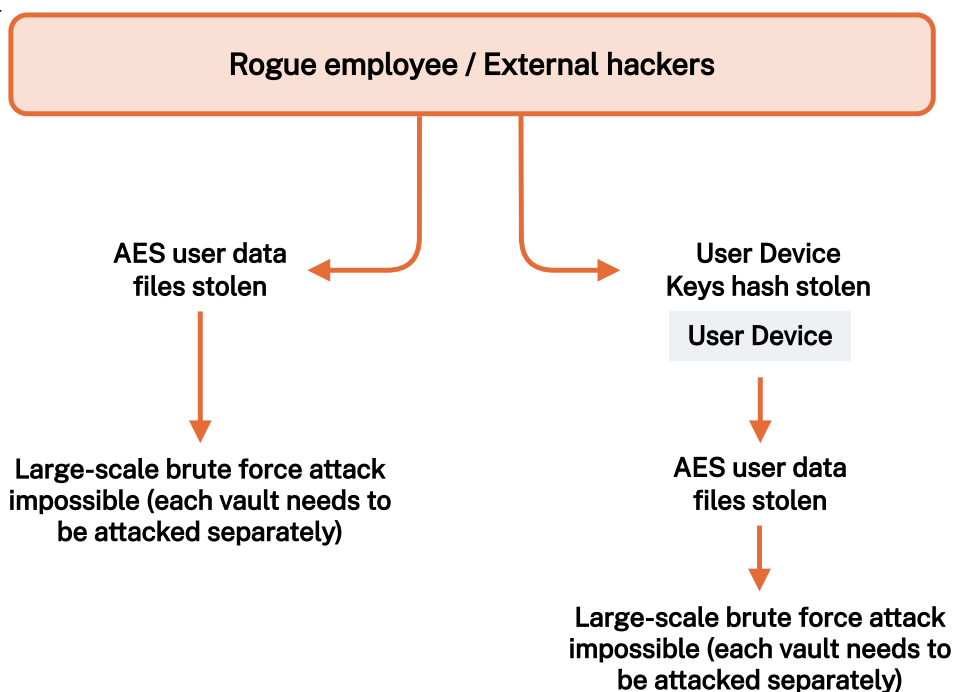 Rogue employee / External hackers
AES user data
files stolen
Large-scale brute force attack
impossible (each vault needs to
be attacked separately)
User Device
Keys hash stolen
User Device
AES user data
files stolen
Large-scale brute force attack
impossible (each vault needs to
be attacked separately)